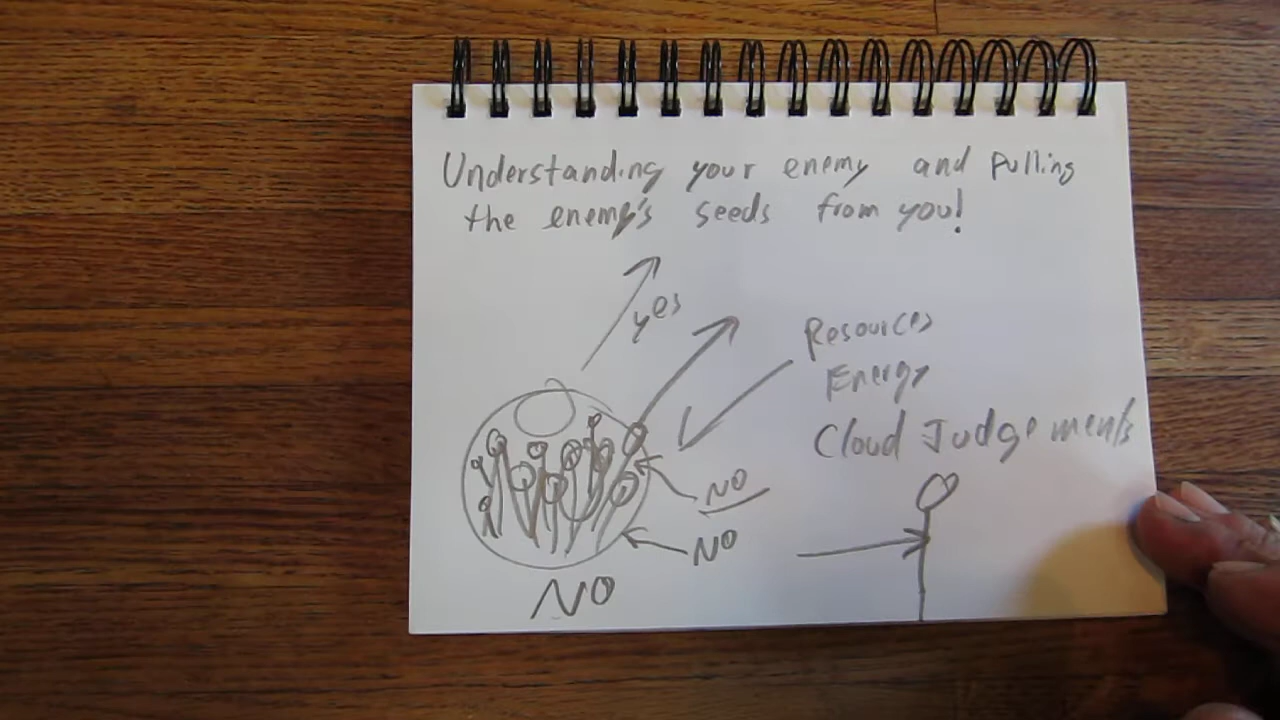 Understanding your enemy and pulling
the enemy's seeds from you!
yes
Resources
Energy
Cloud Judgements
NO
NO
NO